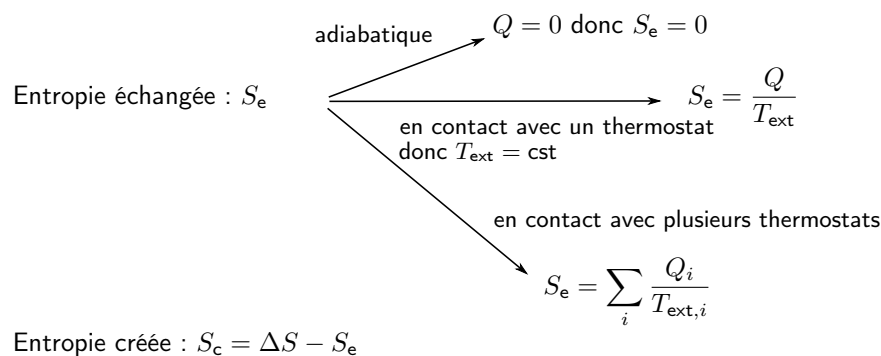 adiabatique
Q = 0 donc S_e = 0
Entropie échangée : S_e
S_e = Q / T_ext
en contact avec un thermostat
donc T_ext = cst
en contact avec plusieurs thermostats
S_e = ∑_i Q_i / T_ext,i
Entropie créée : S_c = ΔS − S_e